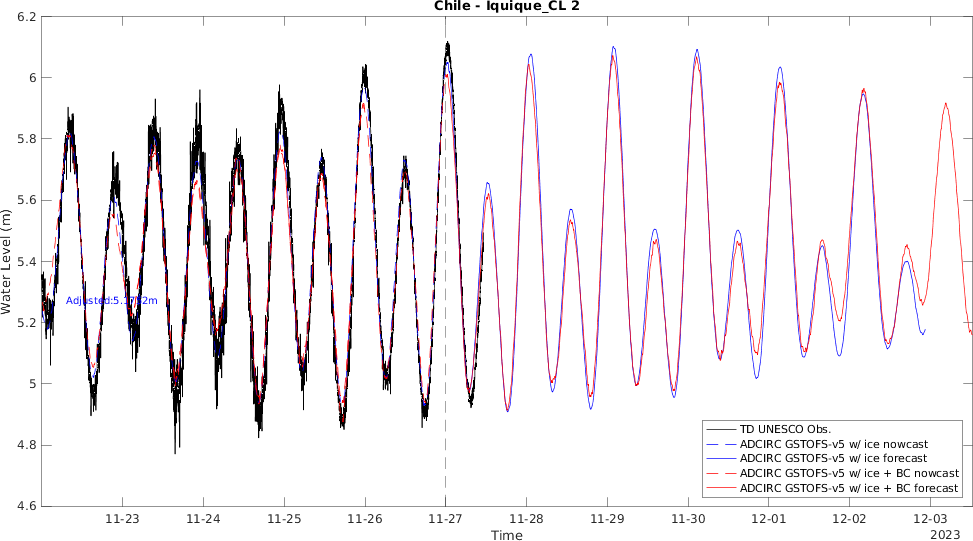 Chile - Iquique_CL 2
Water Level (m)
6.2
6
5.8
5.6
5.4
5.2
5
4.8
4.6
TD UNESCO Obs.
ADCIRC GSTOFS-v5 w/ ice nowcast
ADCIRC GSTOFS-v5 w/ ice forecast
ADCIRC GSTOFS-v5 w/ ice + BC nowcast
ADCIRC GSTOFS-v5 w/ ice + BC forecast
11-23 11-24 11-25 11-26 11-27 11-28 11-29 11-30 12-01 12-02 12-03
2023
Time